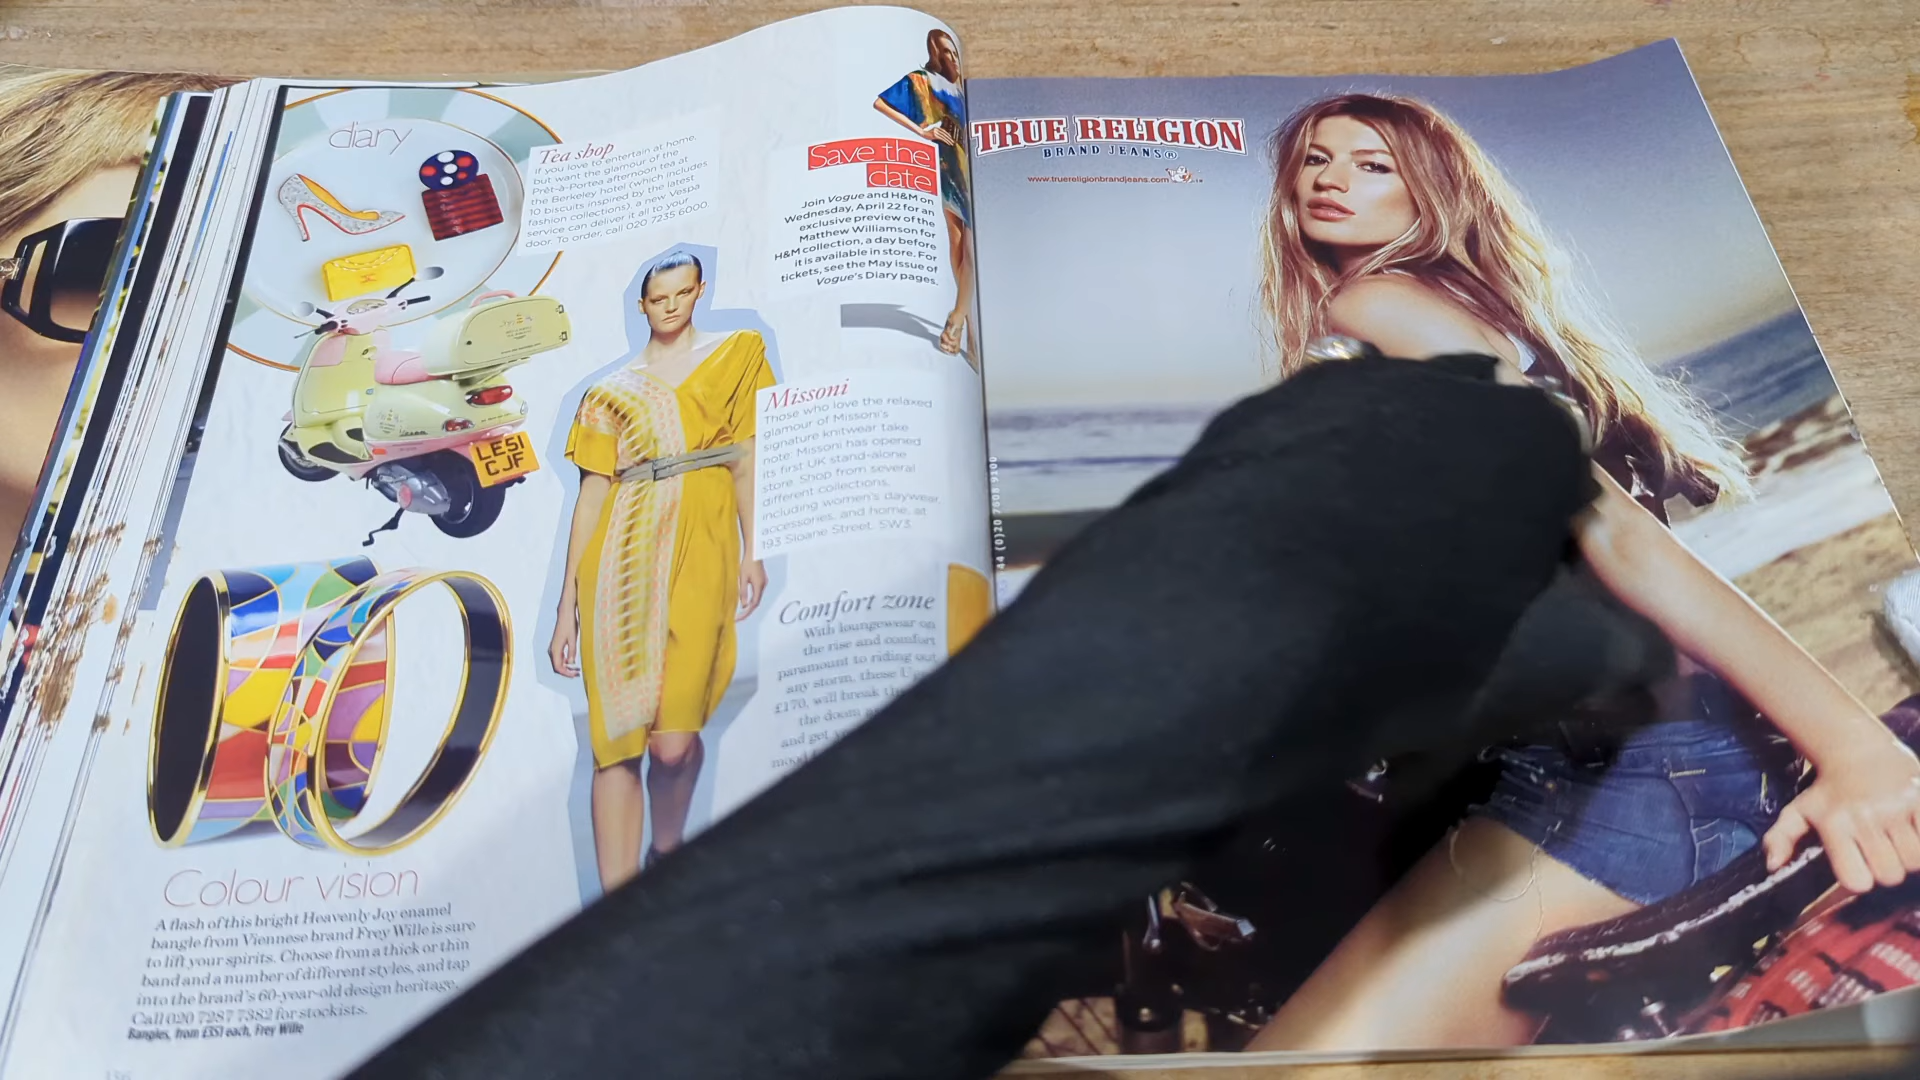 diary
Tea shop
If you love to entertain at home,
but want the glamour of the
Prêt-à-Portea afternoon tea at
the Berkeley hotel (which includes
10 biscuits inspired by the latest
fashion collections), a new Vespa
service can deliver it all to your
door. To order, call 020 7235 6000.
Save the
date
Join Vogue and H&M on
Wednesday, April 22 for an
exclusive preview of the
Matthew Williamson for
H&M collection, a day before
it is available in store. For
tickets, see the May issue of
Vogue's Diary pages.
LE51
CJF
Missoni
Those who love the relaxed
glamour of Missoni's
signature knitwear take
note: Missoni has opened
its first UK stand-alone
store. Shop from several
different collections,
including women's daywear,
accessories, and home, at
193 Sloane Street, SW3.
Comfort zone
With loungewear on
the rise and comfort
paramount to riding out
any storm, these
£170, will break
the doom
and get
Colour vision
A flash of this bright Heavenly Joy enamel
bangle from Viennese brand Frey Wille is sure
to lift your spirits. Choose from a thick or thin
band and a number of different styles, and tap
into the brand's 60-year-old design heritage.
Call 020 7287 7382 for stockists.
Bangles, from £351 each, Frey Wille
TRUE RELIGION
BRAND JEANS®
www.truereligionbrandjeans.com
44 (0)20 7608 9100